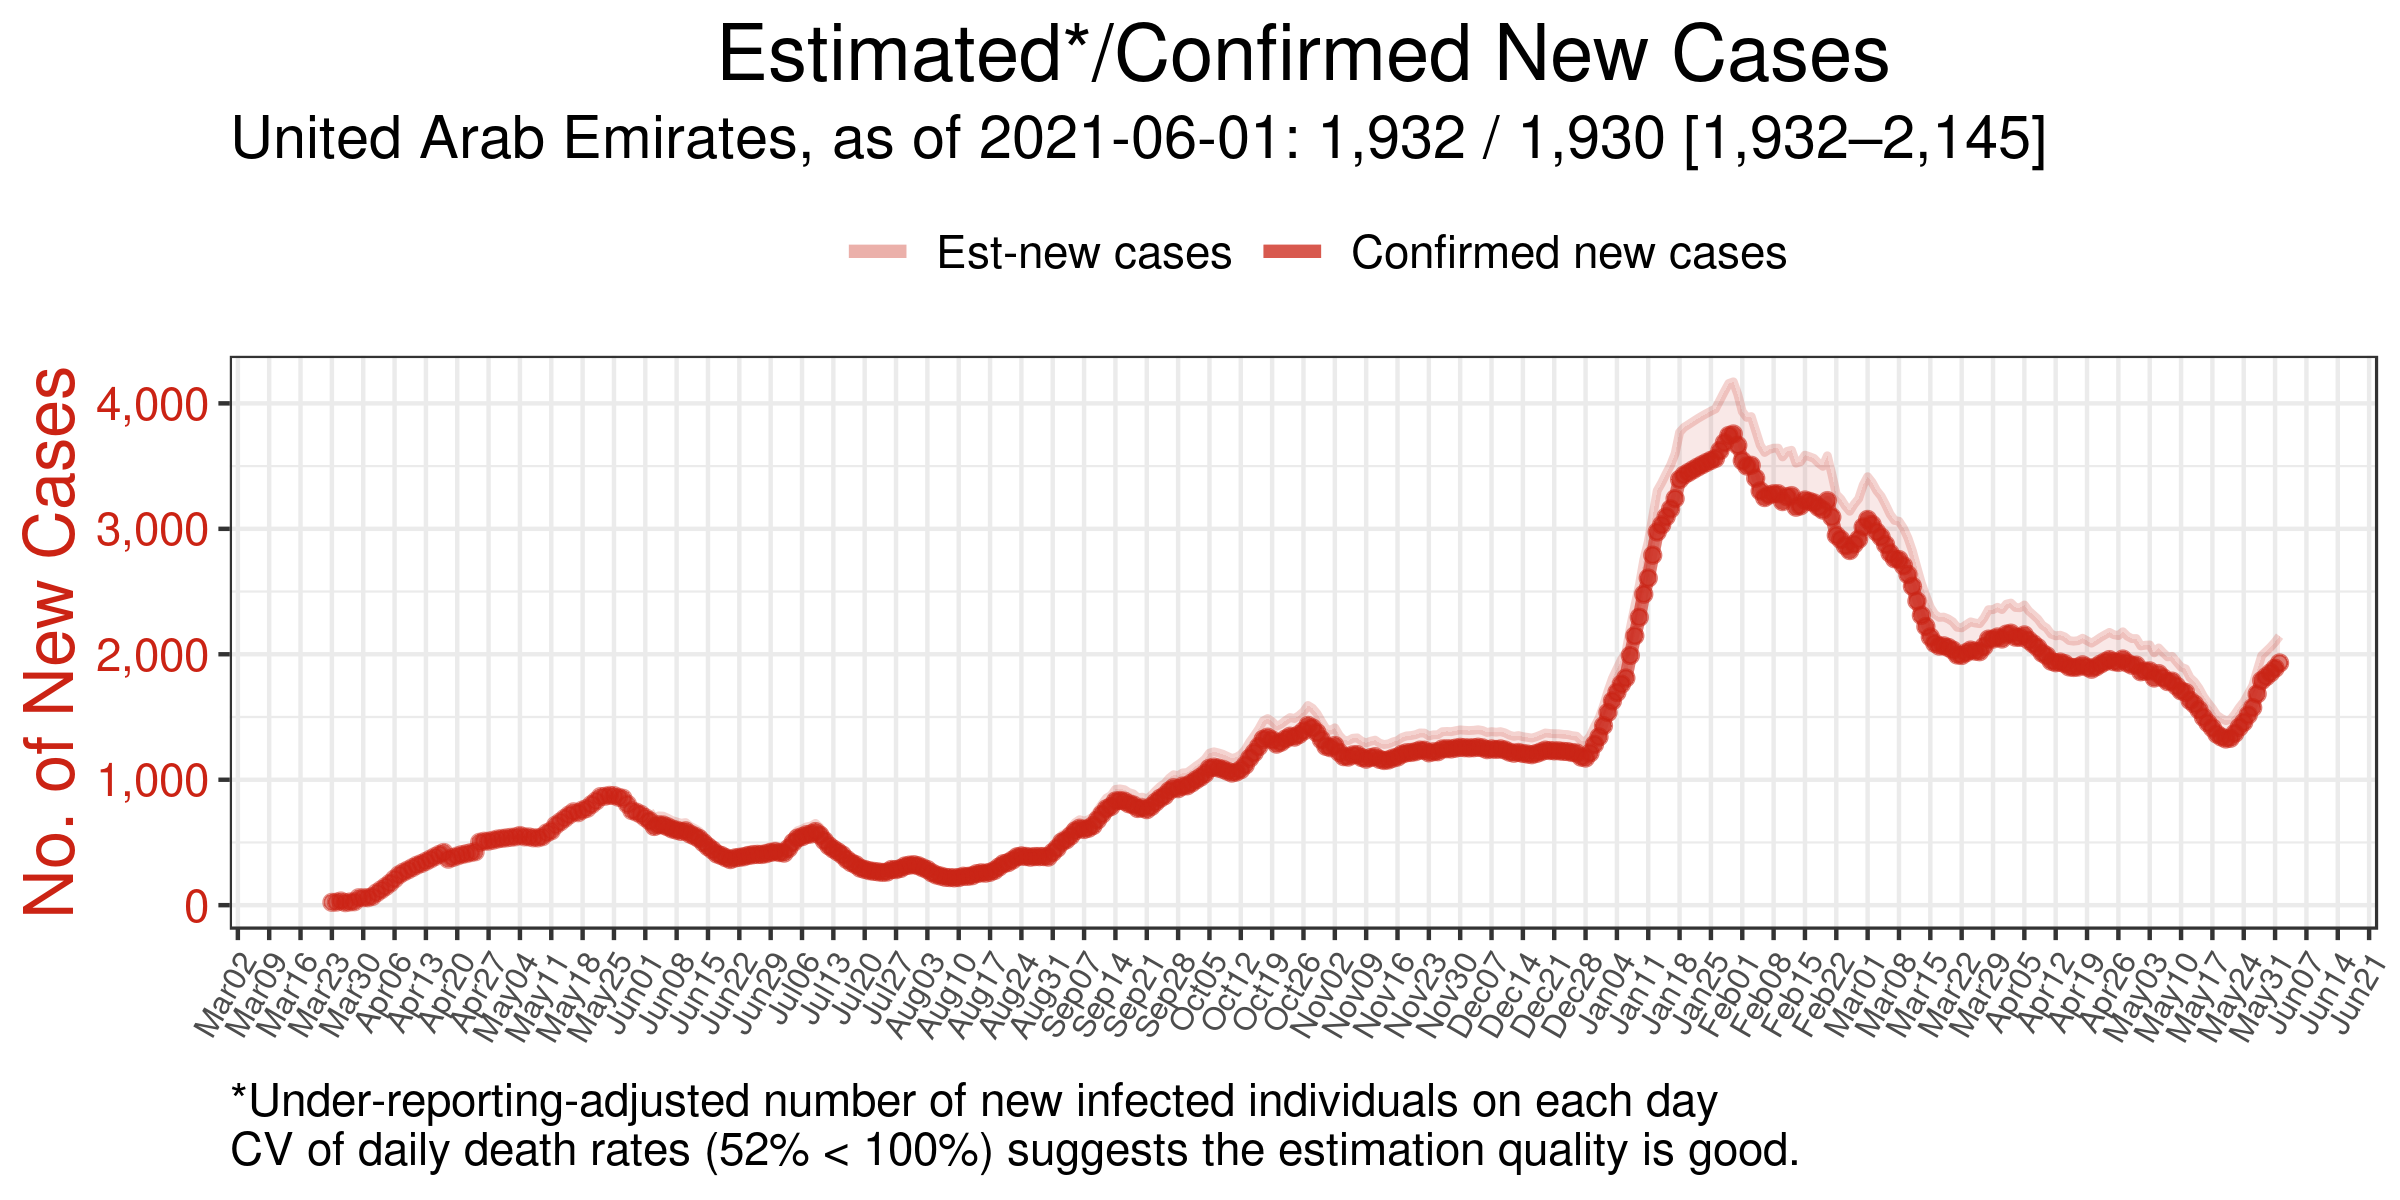 Estimated*/Confirmed New Cases
United Arab Emirates, as of 2021-06-01: 1,932 / 1,930 [1,932–2,145]
Est-new cases Confirmed new cases
No. of New Cases
4,000
3,000
2,000
1,000
0
Mar02 Mar09 Mar16 Mar23 Mar30 Apr06 Apr13 Apr20 Apr27 May04 May11 May18 May25 Jun01 Jun08 Jun15 Jun22 Jun29 Jul06 Jul13 Jul20 Jul27 Aug03 Aug10 Aug17 Aug24 Aug31 Sep07 Sep14 Sep21 Sep28 Oct05 Oct12 Oct19 Oct26 Nov02 Nov09 Nov16 Nov23 Nov30 Dec07 Dec14 Dec21 Dec28 Jan04 Jan11 Jan18 Jan25 Feb01 Feb08 Feb15 Feb22 Mar01 Mar08 Mar15 Mar22 Mar29 Apr05 Apr12 Apr19 Apr26 May03 May10 May17 May24 May31 Jun07 Jun14 Jun21
*Under-reporting-adjusted number of new infected individuals on each day
CV of daily death rates (52% < 100%) suggests the estimation quality is good.